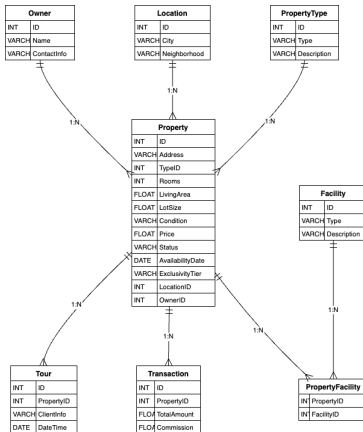 Owner
INT ID
VARCH Name
VARCH ContactInfo
Location
INT ID
VARCH City
VARCH Neighborhood
PropertyType
INT ID
VARCH Type
VARCH Description
1:N
1:N
1:N
Property
INT ID
VARCH Address
INT TypeID
INT Rooms
FLOAT LivingArea
FLOAT LotSize
VARCH Condition
FLOAT Price
VARCH Status
DATE AvailabilityDate
VARCH ExclusivityTier
INT LocationID
INT OwnerID
Facility
INT ID
VARCH Type
VARCH Description
1:N
1:N
1:N
1:N
Tour
INT ID
INT PropertyID
VARCH ClientInfo
DATE DateTime
Transaction
INT ID
INT PropertyID
FLOA TotalAmount
FLOA Commission
PropertyFacility
INT PropertyID
INT FacilityID